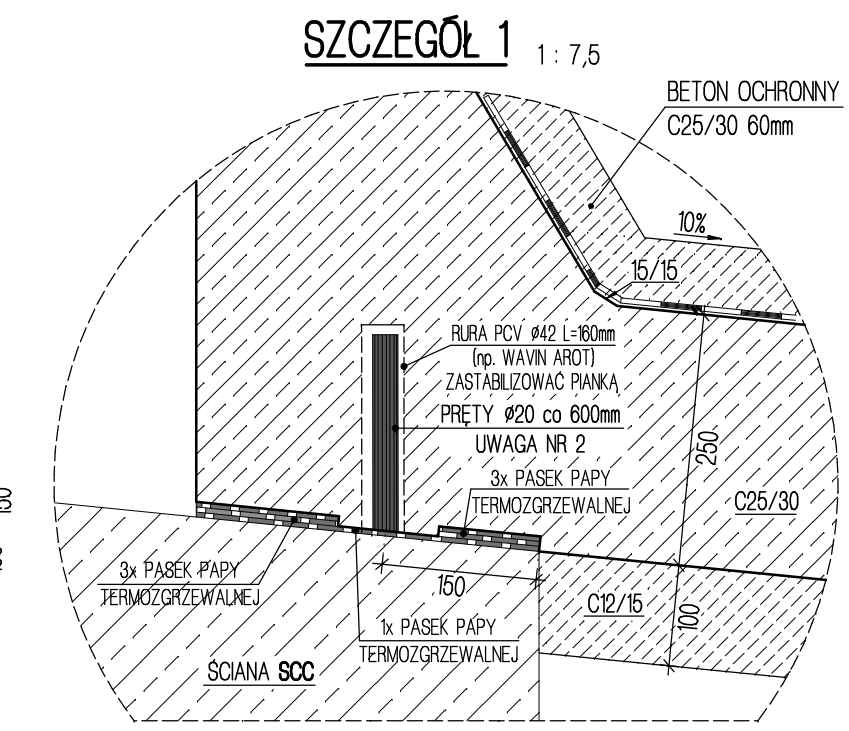 SZCZEGÓŁ 1 1 : 7,5
BETON OCHRONNY
C25/30 60mm
10%
15/15
RURA PCV Ø42 L=160mm
(np. WAVIN AROT)
ZASTABILIZOWAĆ PIANKĄ
PRĘTY Ø20 co 600mm
UWAGA NR 2
3x PASEK PAPY
TERMOZGRZEWALNEJ
250
C25/30
3x PASEK PAPY
TERMOZGRZEWALNEJ
150
C12/15
100
1x PASEK PAPY
TERMOZGRZEWALNEJ
ŚCIANA SCC
150